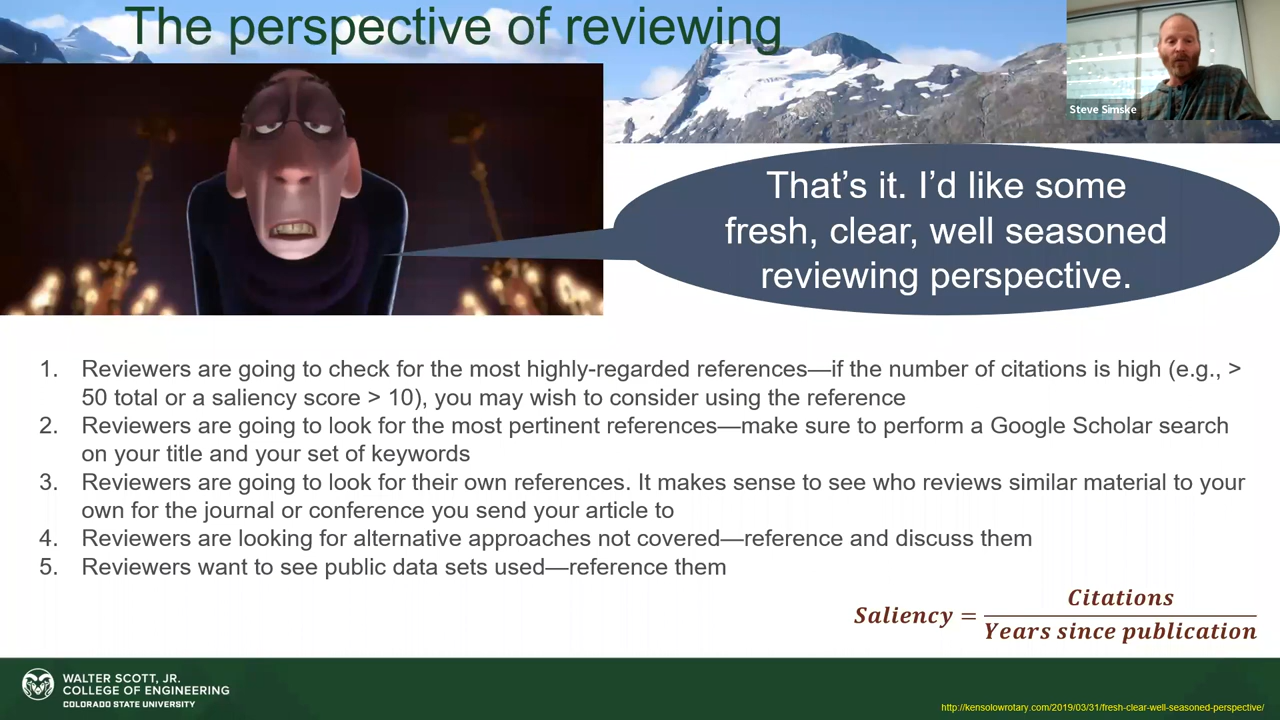 The perspective of reviewing
Steve Simske
That’s it. I’d like some
fresh, clear, well seasoned
reviewing perspective.
1. Reviewers are going to check for the most highly-regarded references—if the number of citations is high (e.g., >
50 total or a saliency score > 10), you may wish to consider using the reference
2. Reviewers are going to look for the most pertinent references—make sure to perform a Google Scholar search
on your title and your set of keywords
3. Reviewers are going to look for their own references. It makes sense to see who reviews similar material to your
own for the journal or conference you send your article to
4. Reviewers are looking for alternative approaches not covered—reference and discuss them
5. Reviewers want to see public data sets used—reference them
Saliency = Citations / Years since publication
WALTER SCOTT, JR.
COLLEGE OF ENGINEERING
COLORADO STATE UNIVERSITY
http://kensolowrotary.com/2019/03/31/fresh-clear-well-seasoned-perspective/